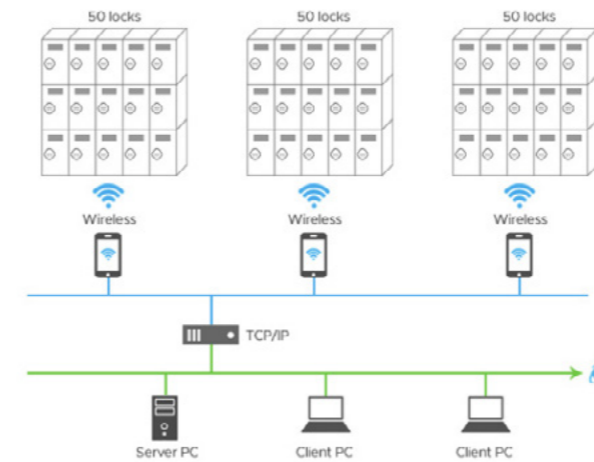 50 locks
50 locks
50 locks
Wireless
Wireless
Wireless
TCP/IP
Server PC
Client PC
Client PC